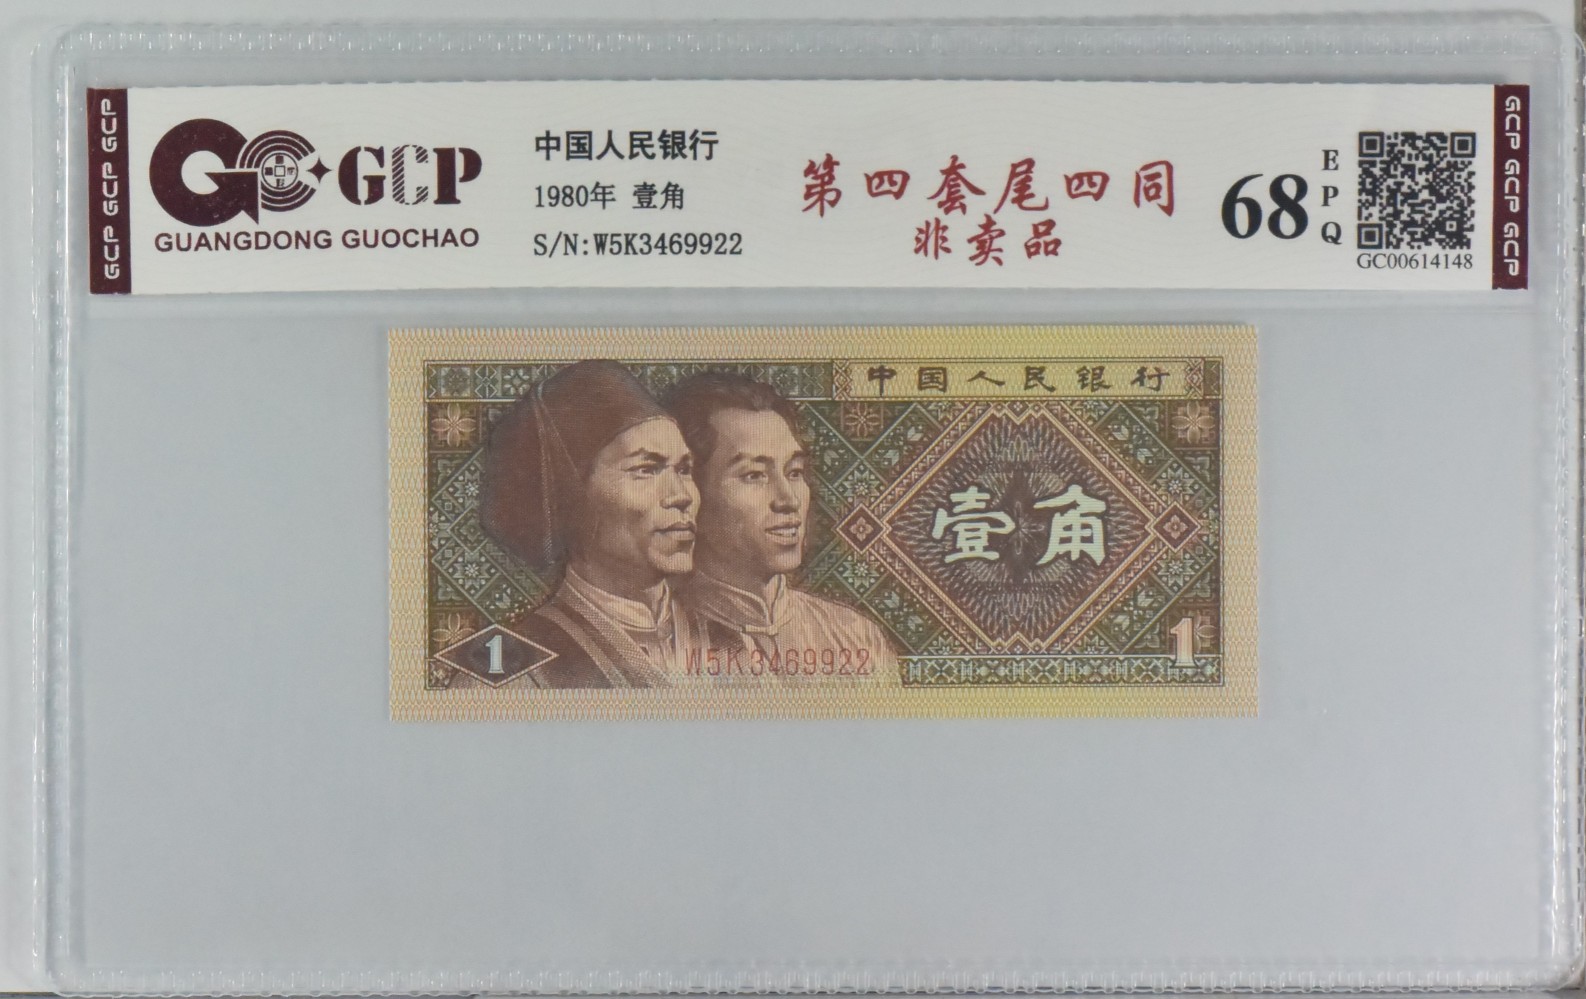 GCP GCP GCP
GCP
GUANGDONG GUOCHAO
中国人民银行
1980年 壹角
S/N:W5K3469922
第四套尾四同
非卖品
68
EPQ
GC00614148
GCP GCP GCP
中国人民银行
壹角
1
W5K3469922
1